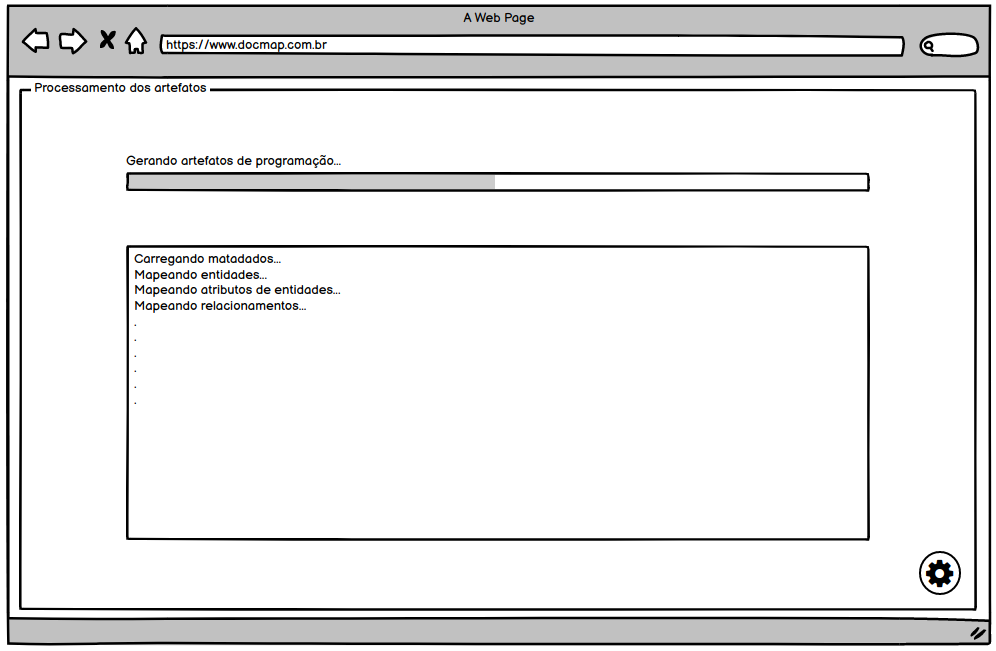 A Web Page
https://www.docmap.com.br
Processamento dos artefatos
Gerando artefatos de programação...
Carregando matadados...
Mapeando entidades...
Mapeando atributos de entidades...
Mapeando relacionamentos...
.
.
.
.
.
.